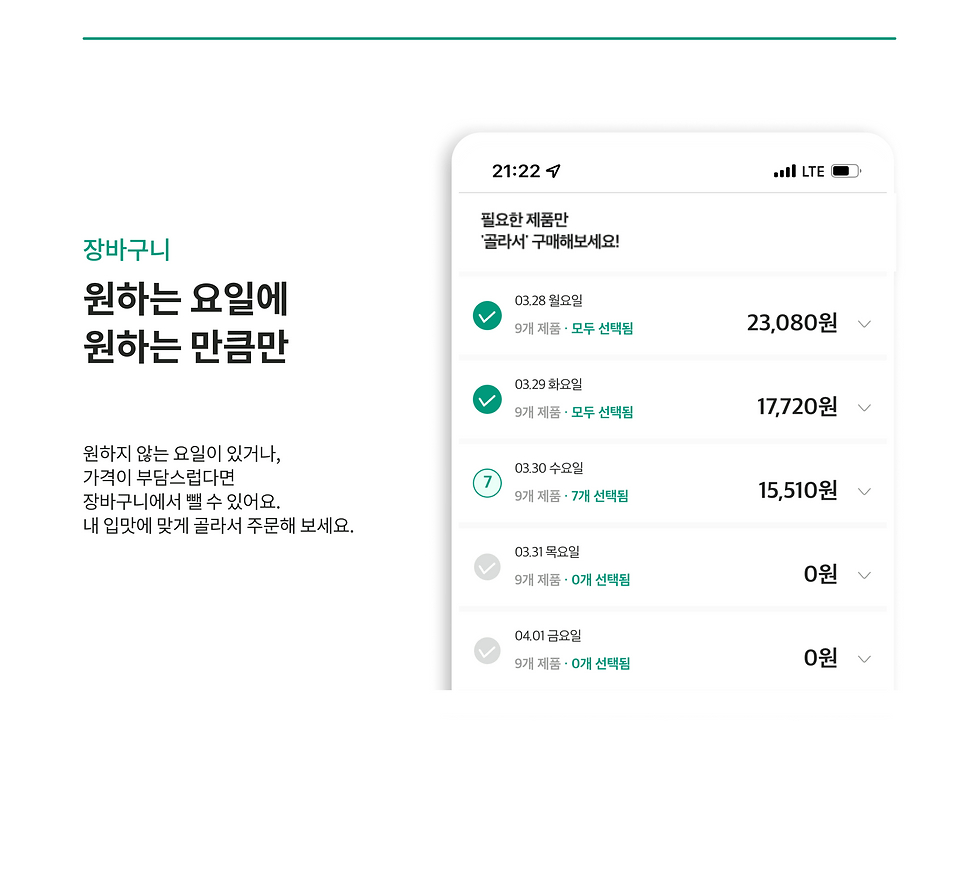 장바구니
원하는 요일에
원하는 만큼만
원하지 않는 요일이 있거나,
가격이 부담스럽다면
장바구니에서 뺄 수 있어요.
내 입맛에 맞게 골라서 주문해 보세요.
21:22 LTE
필요한 제품만
'골라서' 구매해보세요!
03.28 월요일
9개 제품 · 모두 선택됨
23,080원
03.29 화요일
9개 제품 · 모두 선택됨
17,720원
7
03.30 수요일
9개 제품 · 7개 선택됨
15,510원
03.31 목요일
9개 제품 · 0개 선택됨
0원
04.01 금요일
9개 제품 · 0개 선택됨
0원